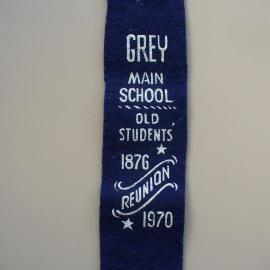 GREY
MAIN
SCHOOL
OLD
STUDENTS'
1876
REUNION
1970